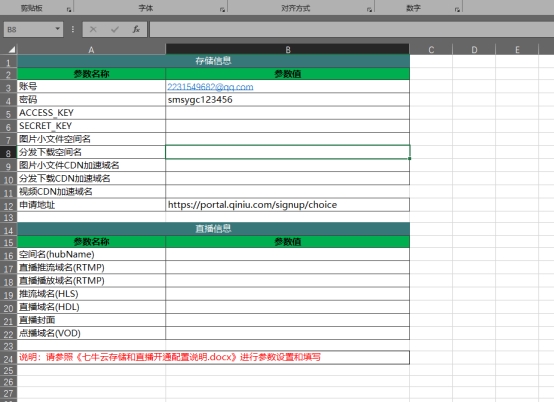 剪贴板 字体 对齐方式 数字
B8 fx
A B C D E
1 存储信息
2 参数名称 参数值
3 账号 2231549682@qq.com
4 密码 smsygc123456
5 ACCESS_KEY
6 SECRET_KEY
7 图片小文件空间名
8 分发下载空间名
9 图片小文件CDN加速域名
10 分发下载CDN加速域名
11 视频CDN加速域名
12 申请地址 https://portal.qiniu.com/signup/choice
13
14 直播信息
15 参数名称 参数值
16 空间名(hubName)
17 直播推流域名(RTMP)
18 直播播放域名(RTMP)
19 推流域名(HLS)
20 直播域名(HDL)
21 直播封面
22 点播域名(VOD)
23
24 说明：请参照《七牛云存储和直播开通配置说明.docx》进行参数设置和填写
25
26
27
28